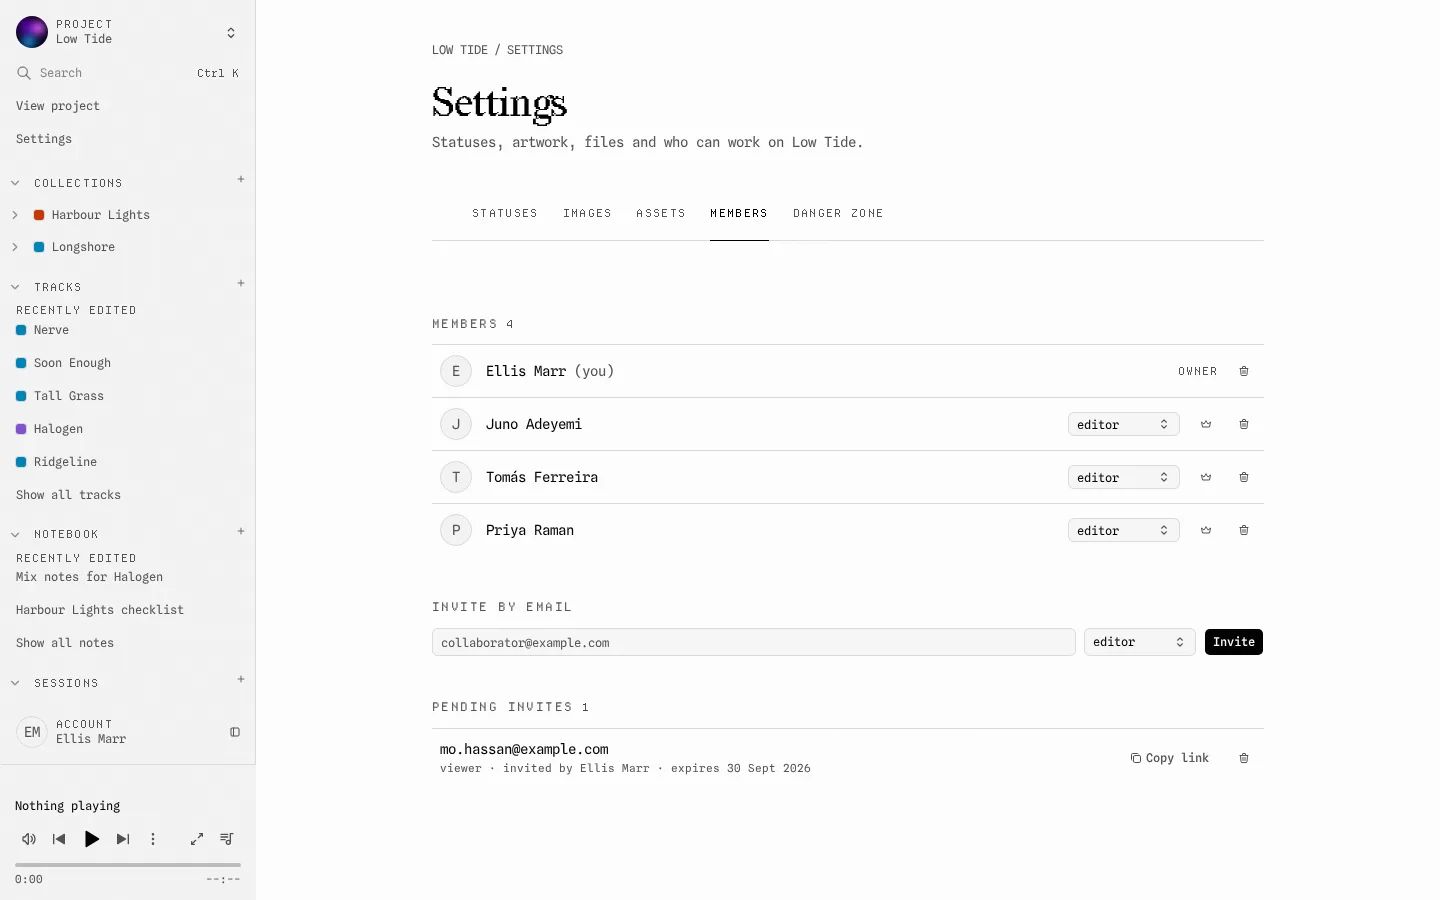 PROJECT
Low Tide
Search Ctrl K
View project
Settings
COLLECTIONS +
Harbour Lights
Longshore
TRACKS +
RECENTLY EDITED
Nerve
Soon Enough
Tall Grass
Halogen
Ridgeline
Show all tracks
NOTEBOOK +
RECENTLY EDITED
Mix notes for Halogen
Harbour Lights checklist
Show all notes
SESSIONS +
EM
ACCOUNT
Ellis Marr
Nothing playing
0:00 --:--
LOW TIDE / SETTINGS
Settings
Statuses, artwork, files and who can work on Low Tide.
STATUSES IMAGES ASSETS MEMBERS DANGER ZONE
MEMBERS 4
E Ellis Marr (you) OWNER
J Juno Adeyemi editor
T Tomás Ferreira editor
P Priya Raman editor
INVITE BY EMAIL
collaborator@example.com editor Invite
PENDING INVITES 1
mo.hassan@example.com
viewer · invited by Ellis Marr · expires 30 Sept 2026
Copy link